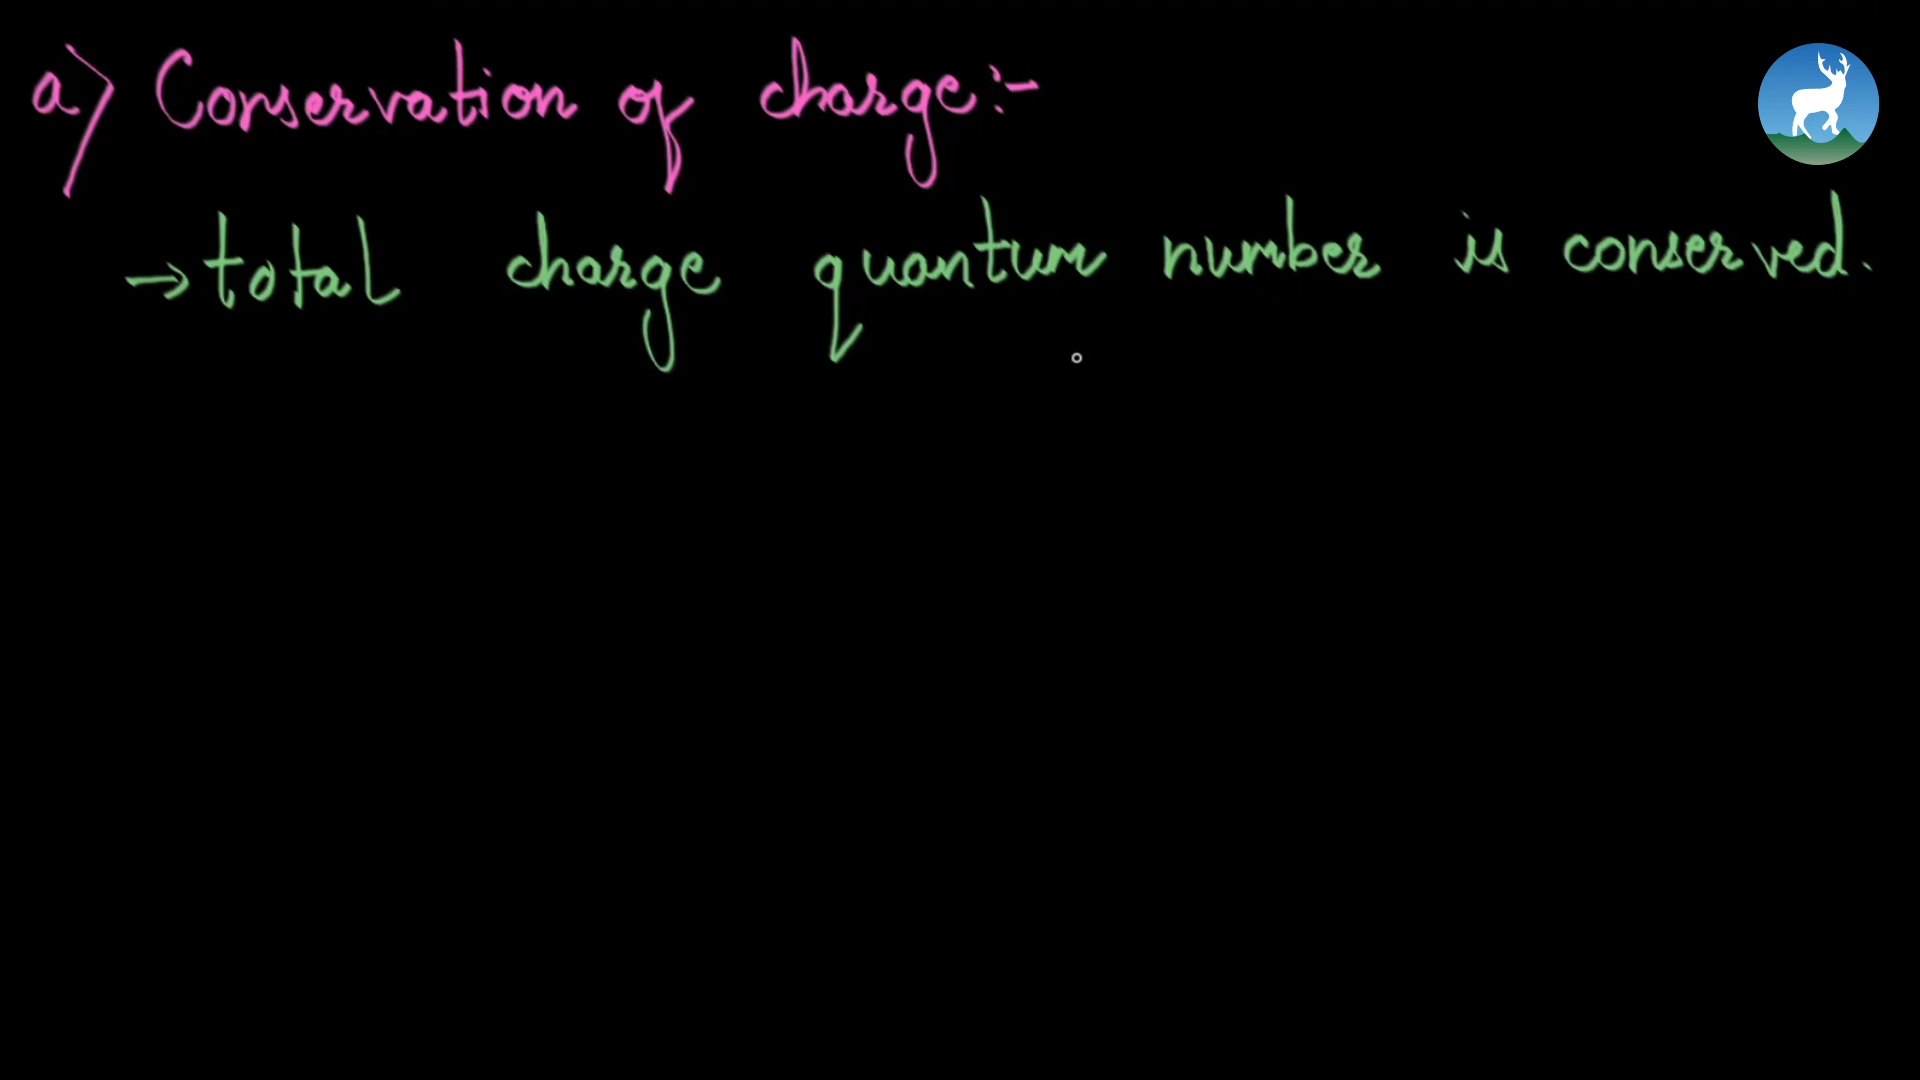 a) Conservation of charge:-
→ total charge quantum number is conserved.